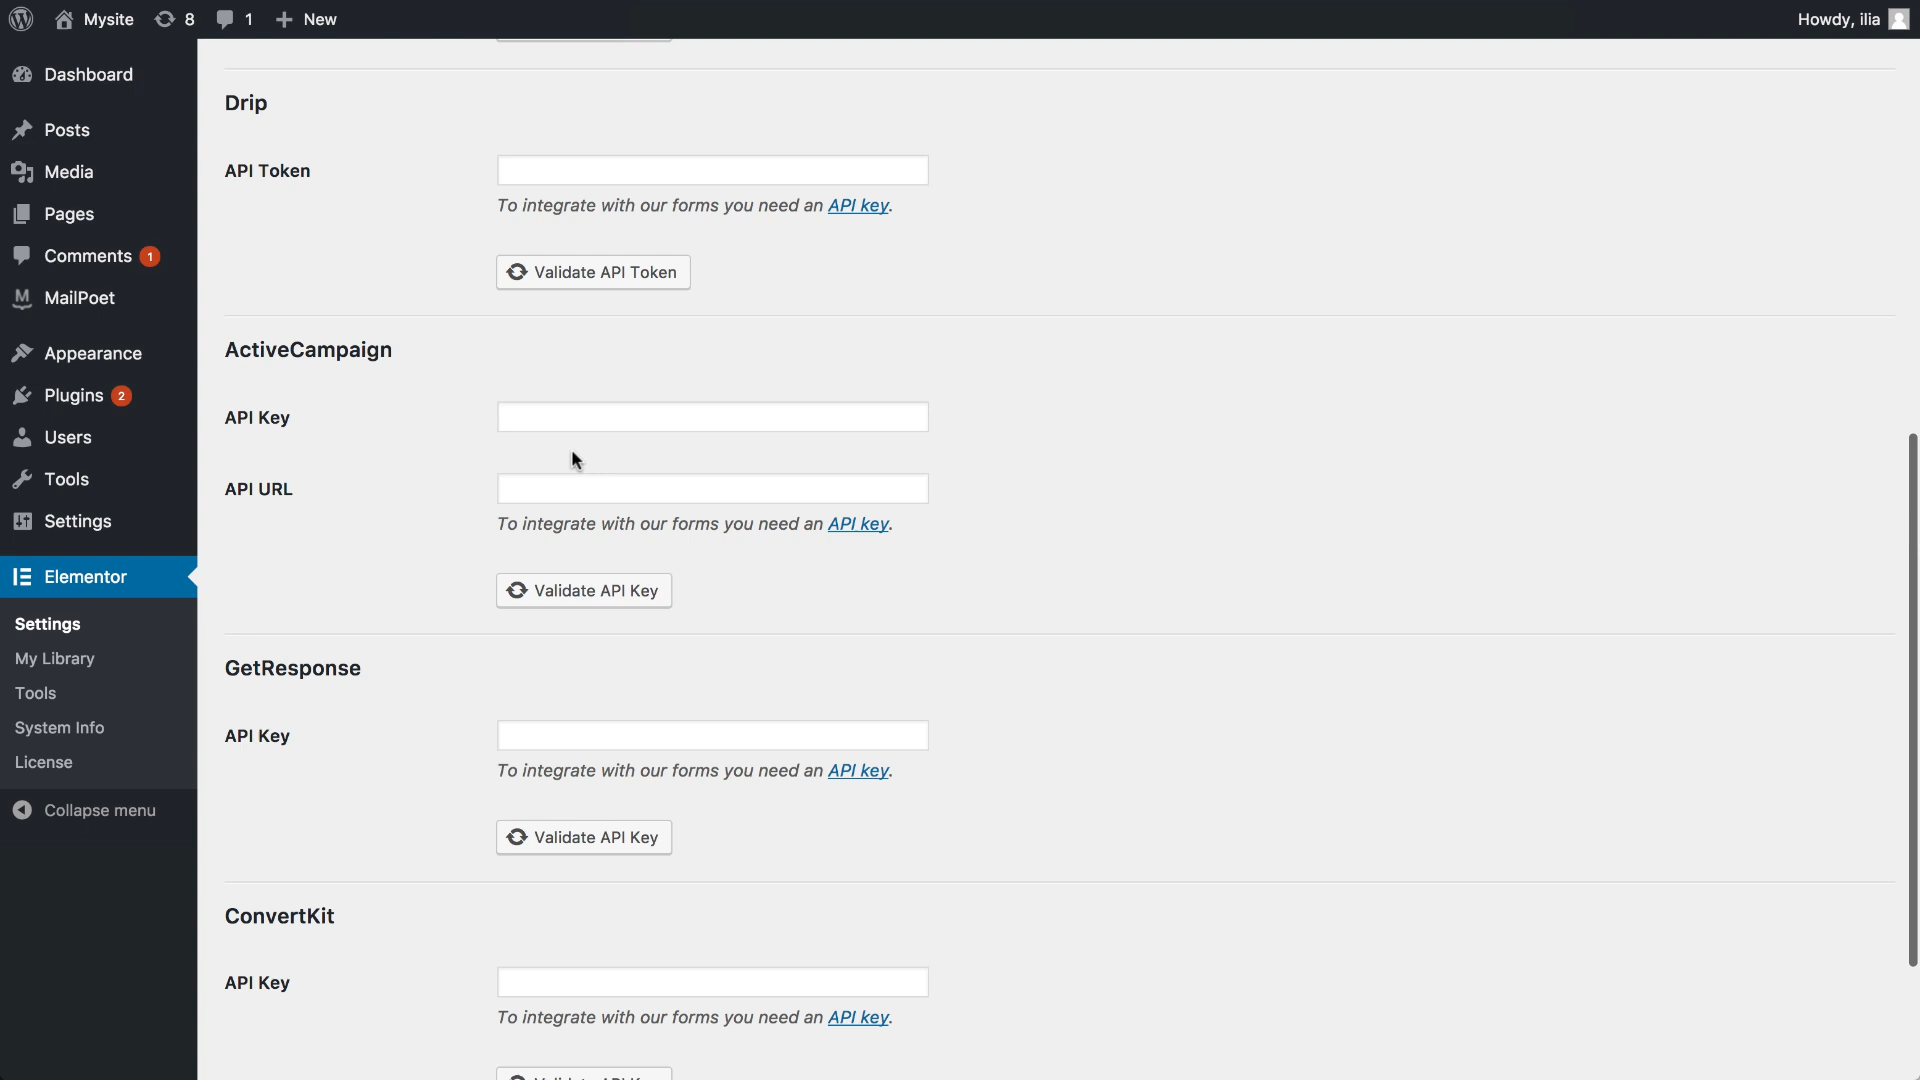 Mysite
8
1
New
Howdy, ilia
Dashboard
Posts
Media
Pages
Comments 1
MailPoet
Appearance
Plugins 2
Users
Tools
Settings
Elementor
Settings
My Library
Tools
System Info
License
Collapse menu
Drip
API Token
To integrate with our forms you need an API key.
Validate API Token
ActiveCampaign
API Key
API URL
To integrate with our forms you need an API key.
Validate API Key
GetResponse
API Key
To integrate with our forms you need an API key.
Validate API Key
ConvertKit
API Key
To integrate with our forms you need an API key.